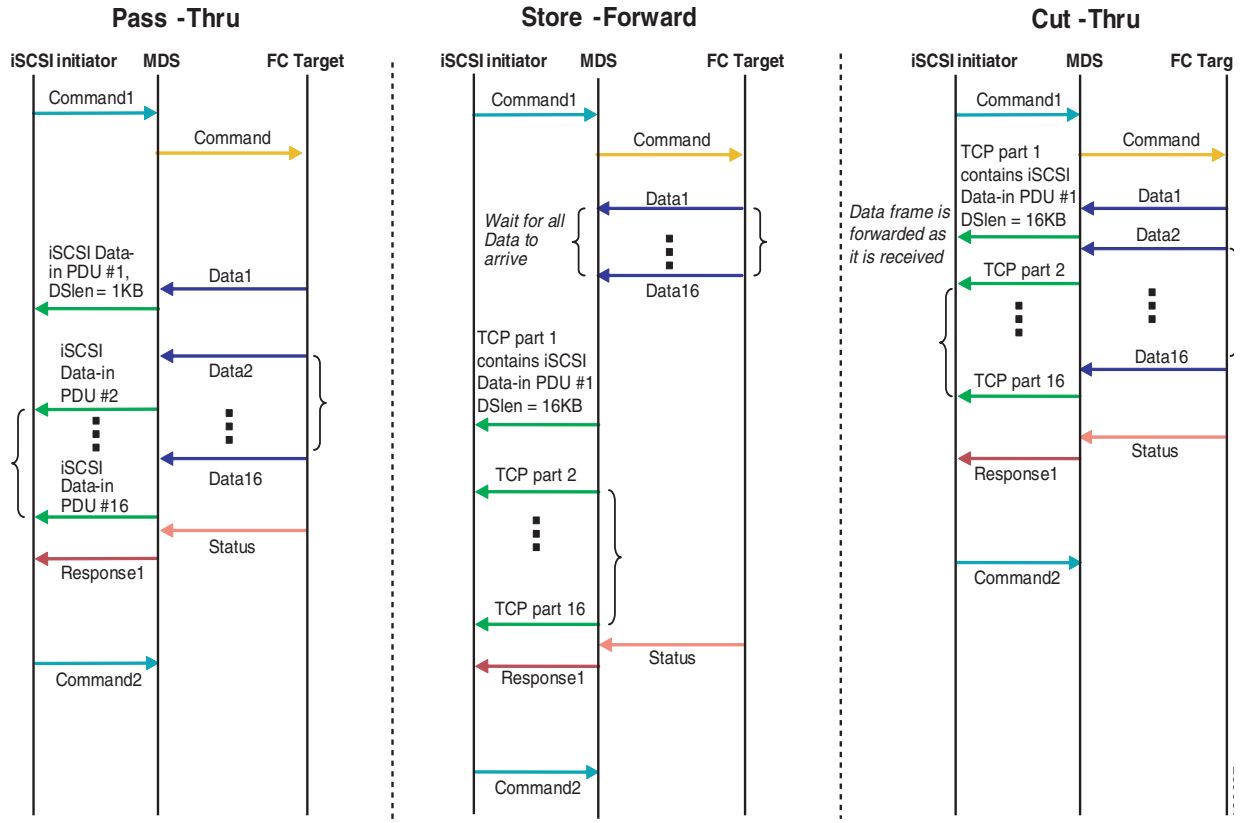 Pass -Thru
iSCSI initiator MDS FC Target
Command1
Command
iSCSI Data-
in PDU #1,
DSlen = 1KB
Data1
iSCSI
Data-in
PDU #2
Data2
iSCSI
Data-in
PDU #16
Data16
Status
Response1
Command2
Store -Forward
iSCSI initiator MDS FC Target
Command1
Command
Data1
Wait for all
Data to
arrive
Data16
TCP part 1
contains iSCSI
Data-in PDU #1
DSlen = 16KB
TCP part 2
TCP part 16
Status
Response1
Command2
Cut -Thru
iSCSI initiator MDS FC Targ
Command1
Command
TCP part 1
contains iSCSI
Data-in PDU #1
DSlen = 16KB
Data1
Data frame is
forwarded as
it is received
Data2
TCP part 2
Data16
TCP part 16
Status
Response1
Command2